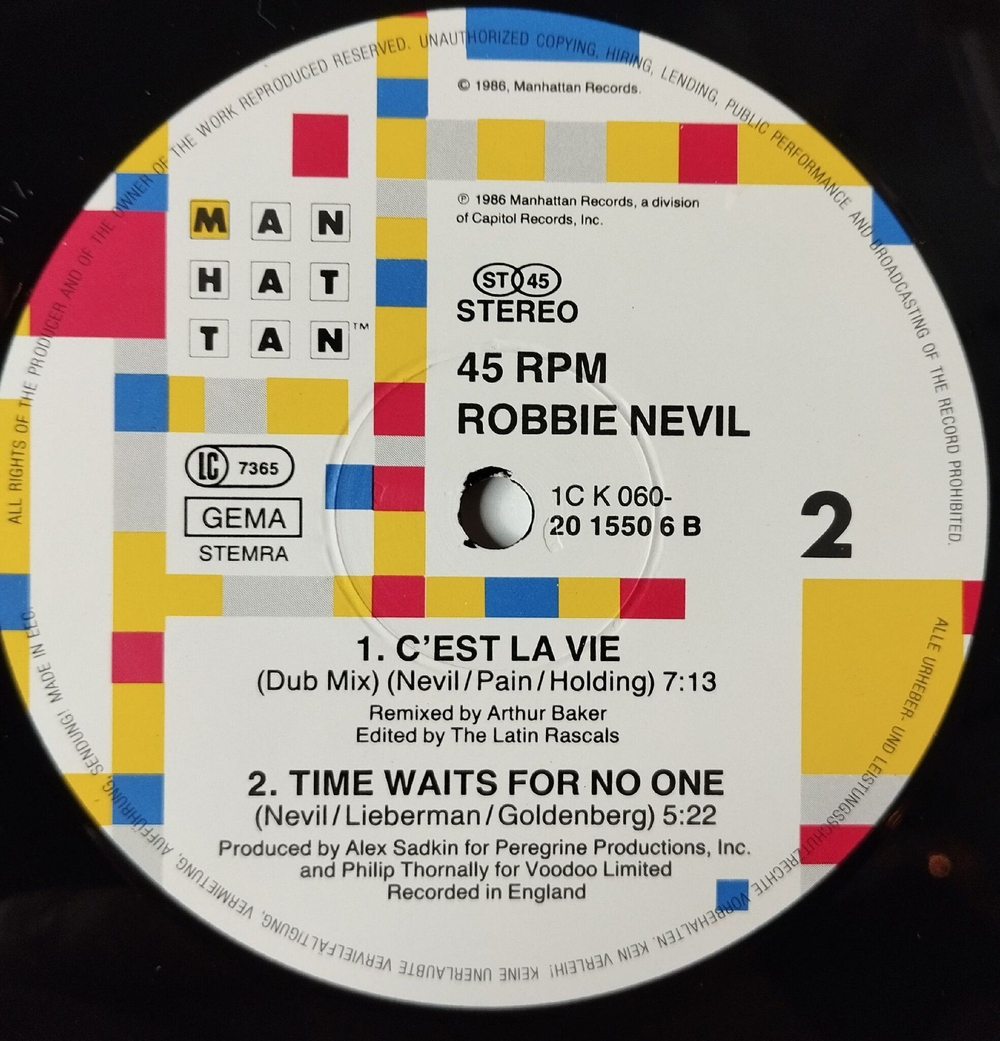 ALL RIGHTS OF THE PRODUCER AND OF THE OWNER OF THE WORK REPRODUCED RESERVED. UNAUTHORIZED COPYING, HIRING, LENDING, PUBLIC PERFORMANCE AND BROADCASTING OF THE RECORD PROHIBITED.
© 1986, Manhattan Records.
℗ 1986 Manhattan Records, a division
of Capitol Records, Inc.
MAN
HAT
TAN™
ST 45
STEREO
45 RPM
ROBBIE NEVIL
LC 7365
GEMA
STEMRA
1C K 060-
20 1550 6 B
2
1. C'EST LA VIE
(Dub Mix) (Nevil/Pain/Holding) 7:13
Remixed by Arthur Baker
Edited by The Latin Rascals
2. TIME WAITS FOR NO ONE
(Nevil/Lieberman/Goldenberg) 5:22
Produced by Alex Sadkin for Peregrine Productions, Inc.
and Philip Thornally for Voodoo Limited
Recorded in England
ALLE URHEBER- UND LEISTUNGSSCHUTZRECHTE VORBEHALTEN. KEIN VERLEIH! KEINE UNERLAUBTE VERVIELFÄLTIGUNG, VERMIETUNG, AUFFÜHRUNG, SENDUNG! MADE IN EEC.